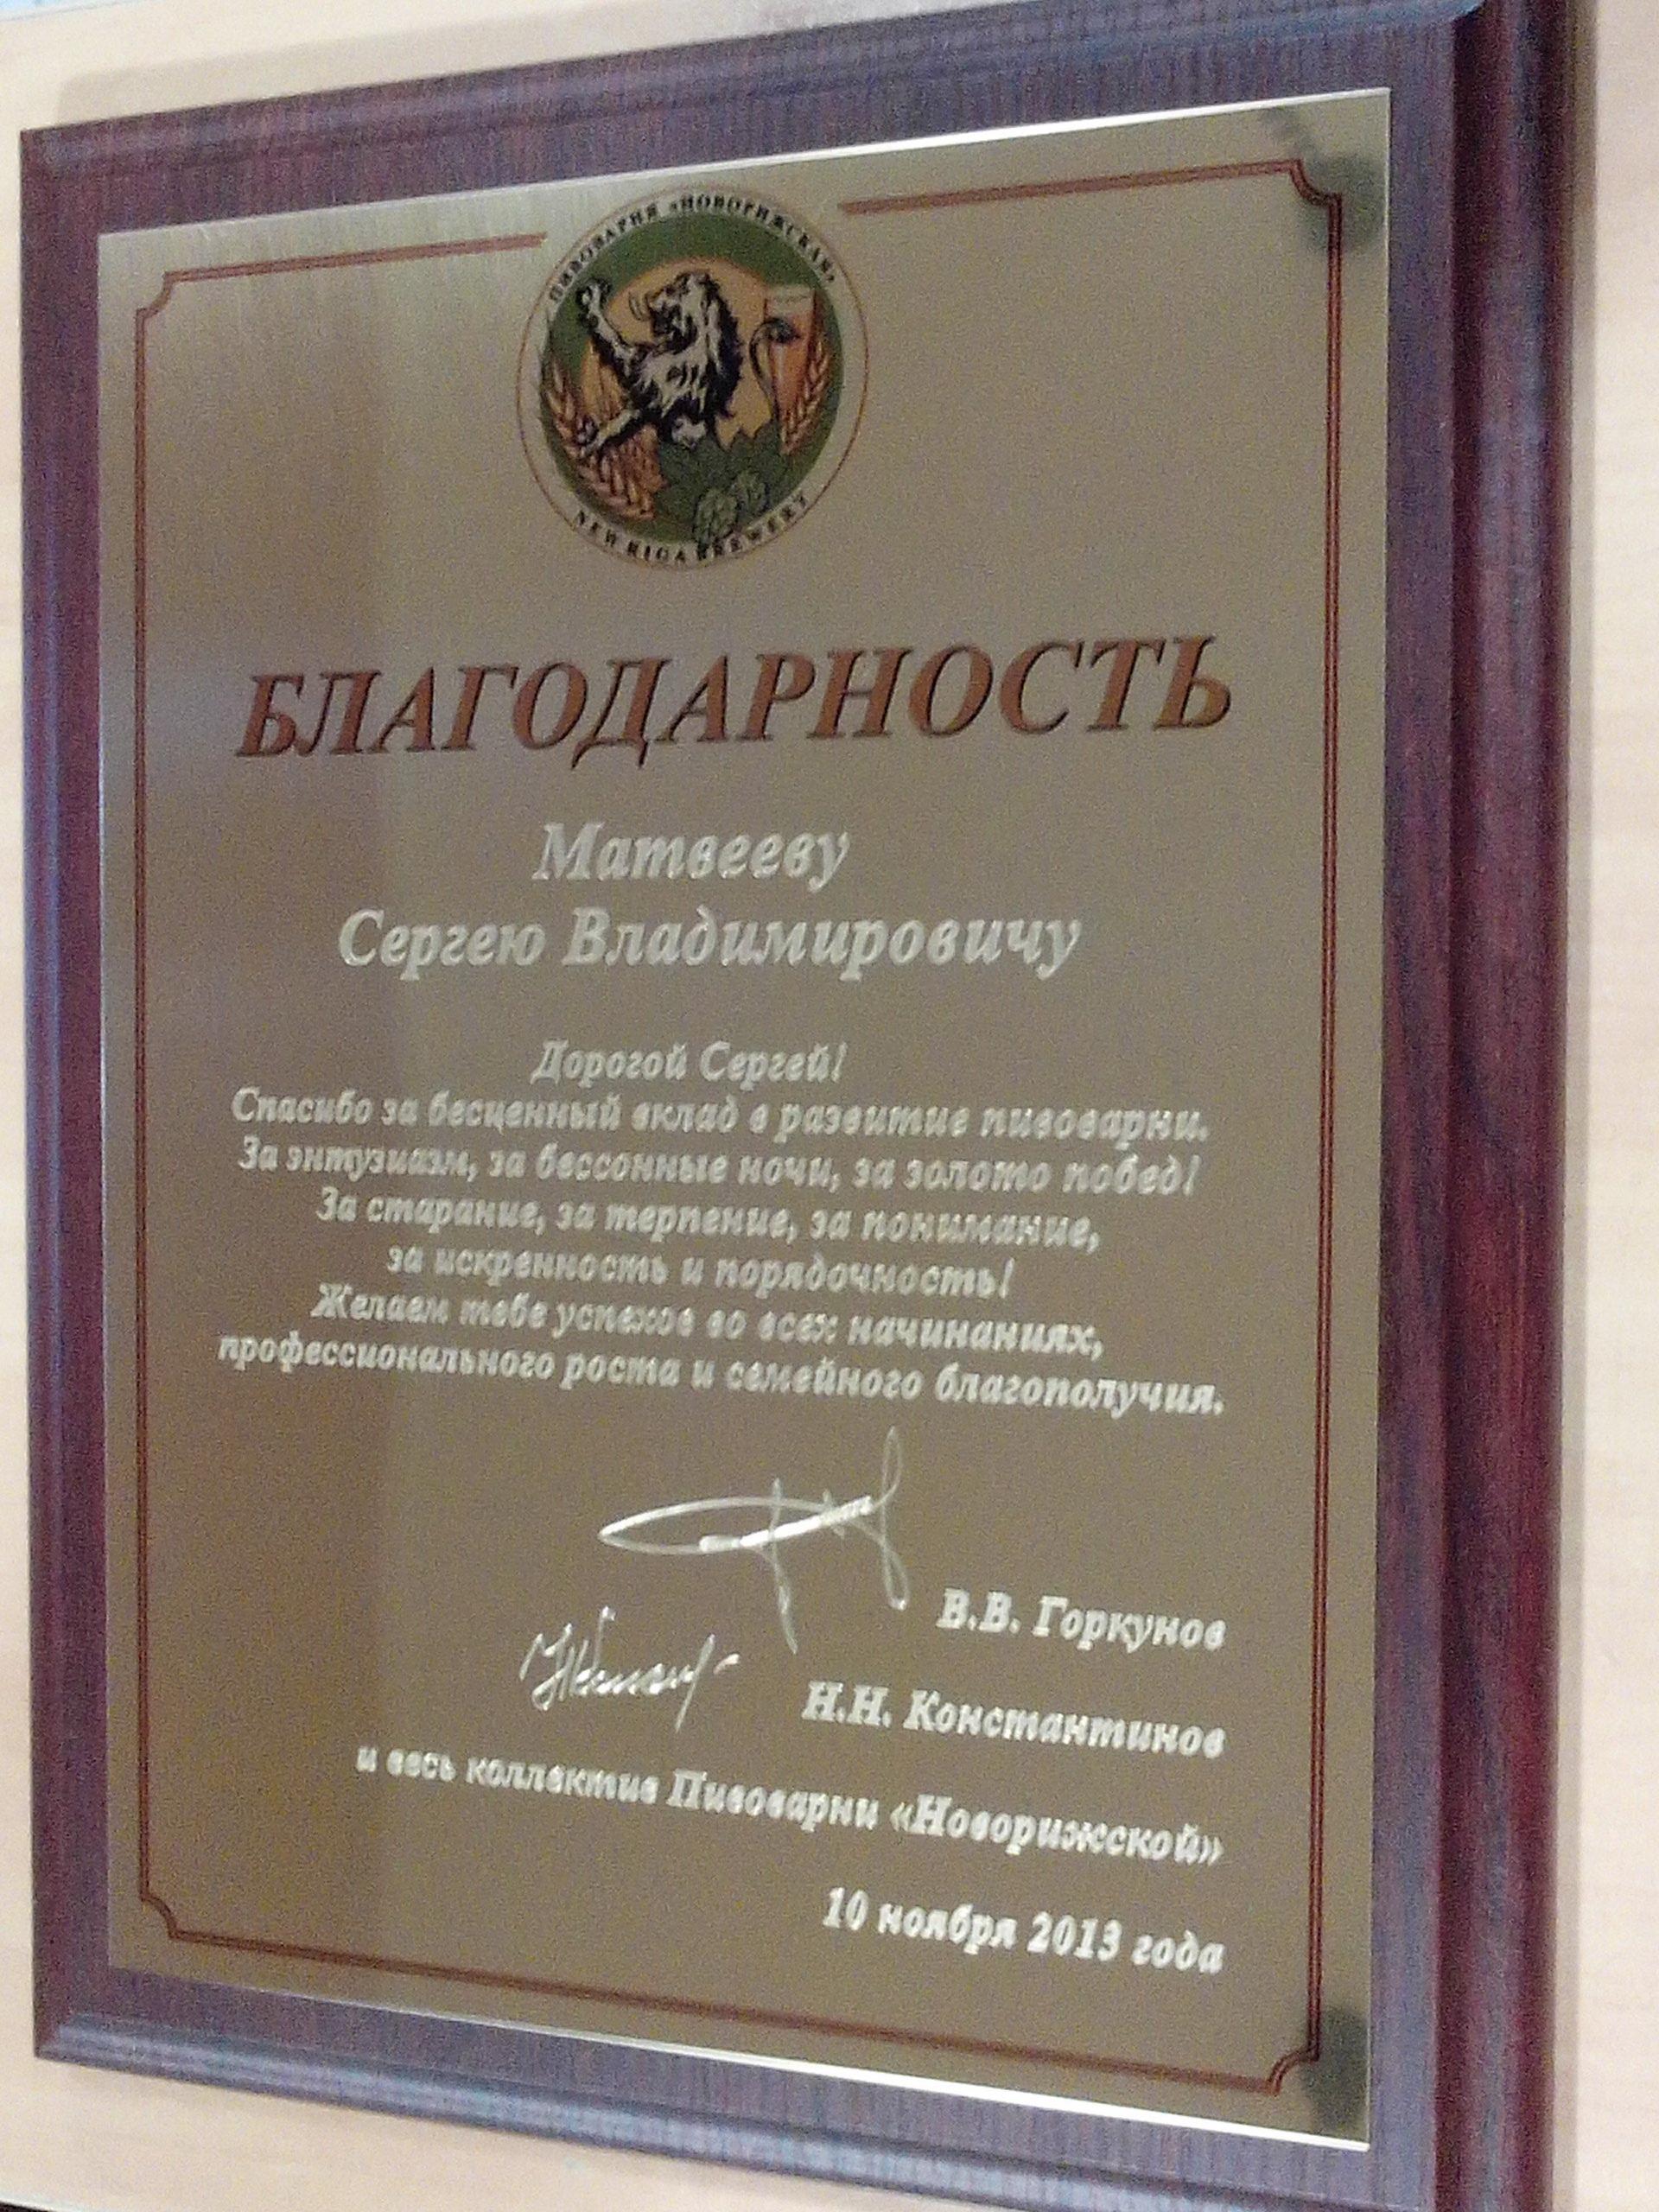 ПИВОВАРНЯ «НОВОРИЖСКАЯ»
NEW RIGA BREWERY
БЛАГОДАРНОСТЬ
Матвееву
Сергею Владимировичу
Дорогой Сергей!
Спасибо за бесценный вклад в развитие пивоварни.
За энтузиазм, за бессонные ночи, за золото побед!
За старание, за терпение, за понимание,
за искренность и порядочность!
Желаем тебе успехов во всех начинаниях,
профессионального роста и семейного благополучия.
В.В. Горкунов
Н.Н. Константинов
и весь коллектив Пивоварни «Новорижской»
10 ноября 2013 года